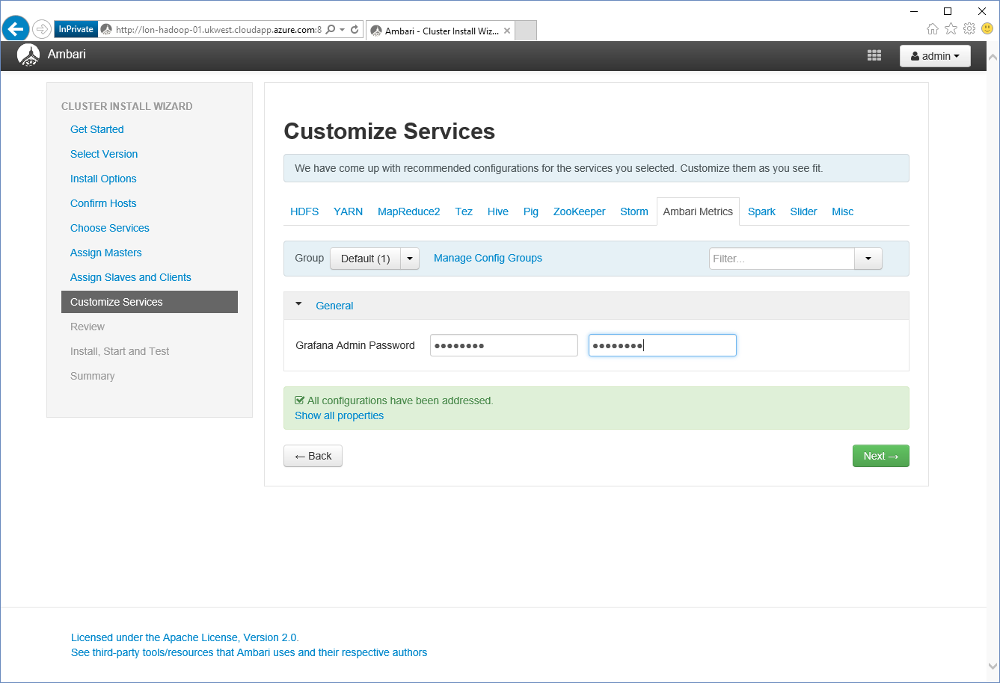 InPrivate
http://lon-hadoop-01.ukwest.cloudapp.azure.com:8
Ambari - Cluster Install Wiz...
Ambari
admin
CLUSTER INSTALL WIZARD
Get Started
Select Version
Install Options
Confirm Hosts
Choose Services
Assign Masters
Assign Slaves and Clients
Customize Services
Review
Install, Start and Test
Summary
Customize Services
We have come up with recommended configurations for the services you selected. Customize them as you see fit.
HDFS YARN MapReduce2 Tez Hive Pig ZooKeeper Storm Ambari Metrics Spark Slider Misc
Group Default (1) Manage Config Groups Filter...
General
Grafana Admin Password ●●●●●●●● ●●●●●●●●
All configurations have been addressed.
Show all properties
← Back
Next →
Licensed under the Apache License, Version 2.0.
See third-party tools/resources that Ambari uses and their respective authors